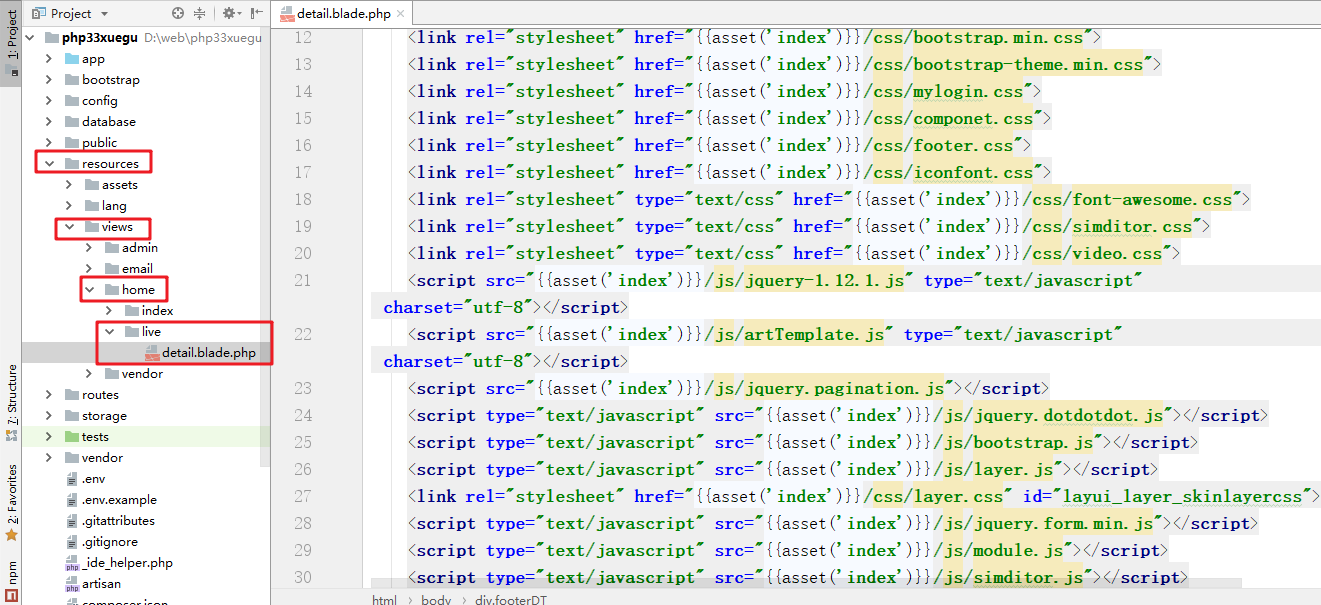 Project
detail.blade.php
1: Project
7: Structure
2: Favorites
npm
php33xuegu D:\web\php33xuegu
app
bootstrap
config
database
public
resources
assets
lang
views
admin
email
home
index
live
detail.blade.php
vendor
routes
storage
tests
vendor
.env
.env.example
.gitattributes
.gitignore
_ide_helper.php
artisan
composer.json
12 <link rel="stylesheet" href="{{asset('index')}}/css/bootstrap.min.css">
13 <link rel="stylesheet" href="{{asset('index')}}/css/bootstrap-theme.min.css">
14 <link rel="stylesheet" href="{{asset('index')}}/css/mylogin.css">
15 <link rel="stylesheet" href="{{asset('index')}}/css/componet.css">
16 <link rel="stylesheet" href="{{asset('index')}}/css/footer.css">
17 <link rel="stylesheet" href="{{asset('index')}}/css/iconfont.css">
18 <link rel="stylesheet" type="text/css" href="{{asset('index')}}/css/font-awesome.css">
19 <link rel="stylesheet" type="text/css" href="{{asset('index')}}/css/simditor.css">
20 <link rel="stylesheet" type="text/css" href="{{asset('index')}}/css/video.css">
21 <script src="{{asset('index')}}/js/jquery-1.12.1.js" type="text/javascript"
charset="utf-8"></script>
22 <script src="{{asset('index')}}/js/artTemplate.js" type="text/javascript"
charset="utf-8"></script>
23 <script src="{{asset('index')}}/js/jquery.pagination.js"></script>
24 <script type="text/javascript" src="{{asset('index')}}/js/jquery.dotdotdot.js"></script>
25 <script type="text/javascript" src="{{asset('index')}}/js/bootstrap.js"></script>
26 <script type="text/javascript" src="{{asset('index')}}/js/layer.js"></script>
27 <link rel="stylesheet" href="{{asset('index')}}/css/layer.css" id="layui_layer_skinlayercss">
28 <script type="text/javascript" src="{{asset('index')}}/js/jquery.form.min.js"></script>
29 <script type="text/javascript" src="{{asset('index')}}/js/module.js"></script>
30 <script type="text/javascript" src="{{asset('index')}}/js/simditor.js"></script>
html › body › div.footerDT